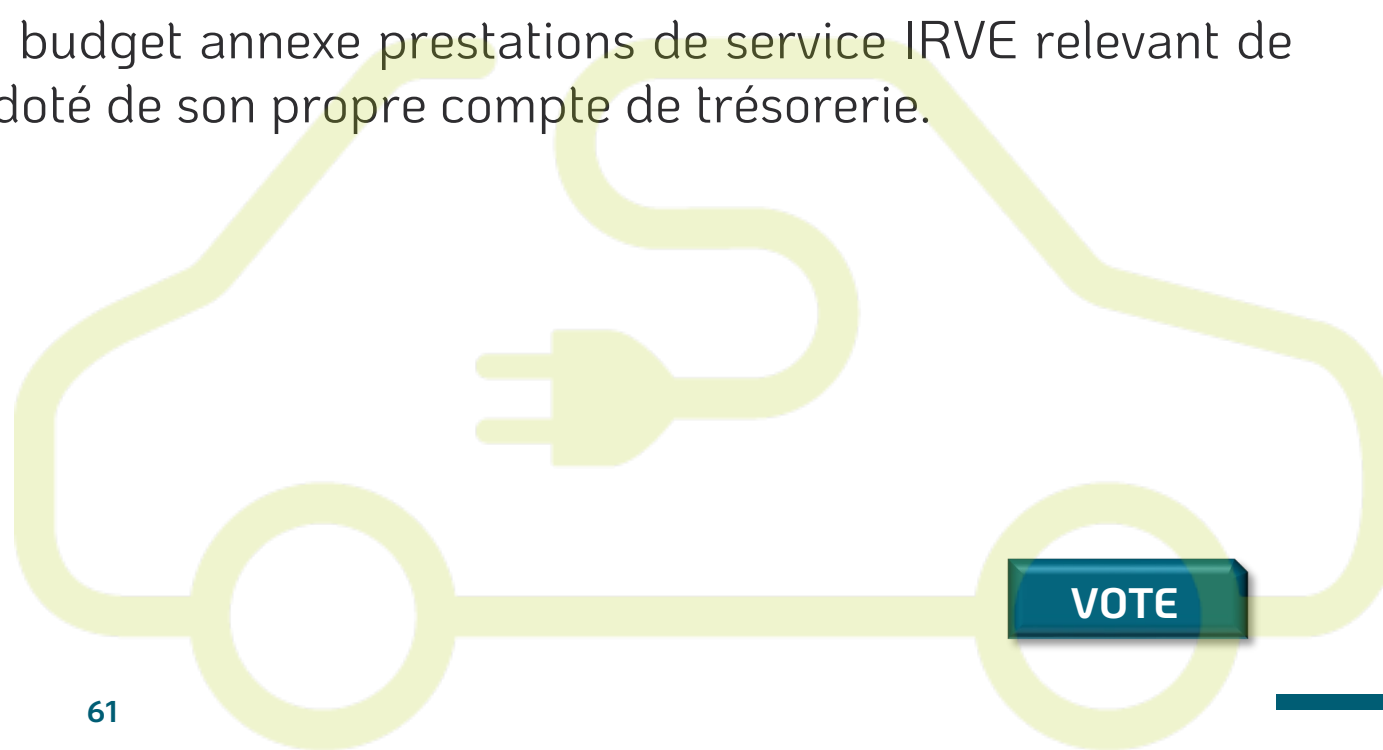 budget annexe prestations de service IRVE relevant de
doté de son propre compte de trésorerie.
VOTE
61